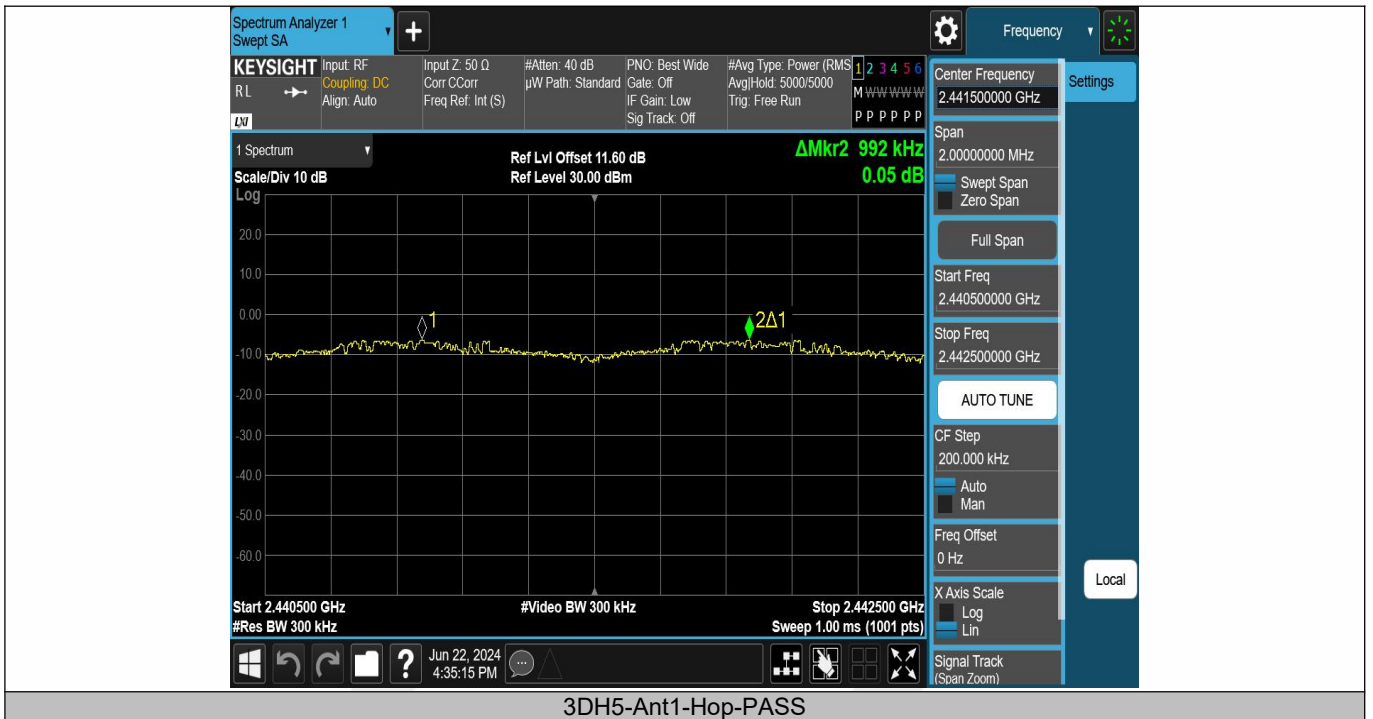 Spectrum Analyzer 1
Swept SA
+
Frequency
KEYSIGHT
RL
LXI
Input: RF
Coupling: DC
Align: Auto
Input Z: 50 Ω
Corr CCorr
Freq Ref: Int (S)
#Atten: 40 dB
µW Path: Standard
PNO: Best Wide
Gate: Off
IF Gain: Low
Sig Track: Off
#Avg Type: Power (RMS
Avg|Hold: 5000/5000
Trig: Free Run
1 2 3 4 5 6
M W W W W W
P P P P P P
1 Spectrum
Scale/Div 10 dB
Log
Ref Lvl Offset 11.60 dB
Ref Level 30.00 dBm
ΔMkr2 992 kHz
0.05 dB
20.0
10.0
0.00
-10.0
-20.0
-30.0
-40.0
-50.0
-60.0
1
2Δ1
Start 2.440500 GHz
#Res BW 300 kHz
#Video BW 300 kHz
Stop 2.442500 GHz
Sweep 1.00 ms (1001 pts)
Center Frequency
2.441500000 GHz
Span
2.00000000 MHz
Swept Span
Zero Span
Full Span
Start Freq
2.440500000 GHz
Stop Freq
2.442500000 GHz
AUTO TUNE
CF Step
200.000 kHz
Auto
Man
Freq Offset
0 Hz
X Axis Scale
Log
Lin
Signal Track
(Span Zoom)
Settings
Local
?
Jun 22, 2024
4:35:15 PM
3DH5-Ant1-Hop-PASS